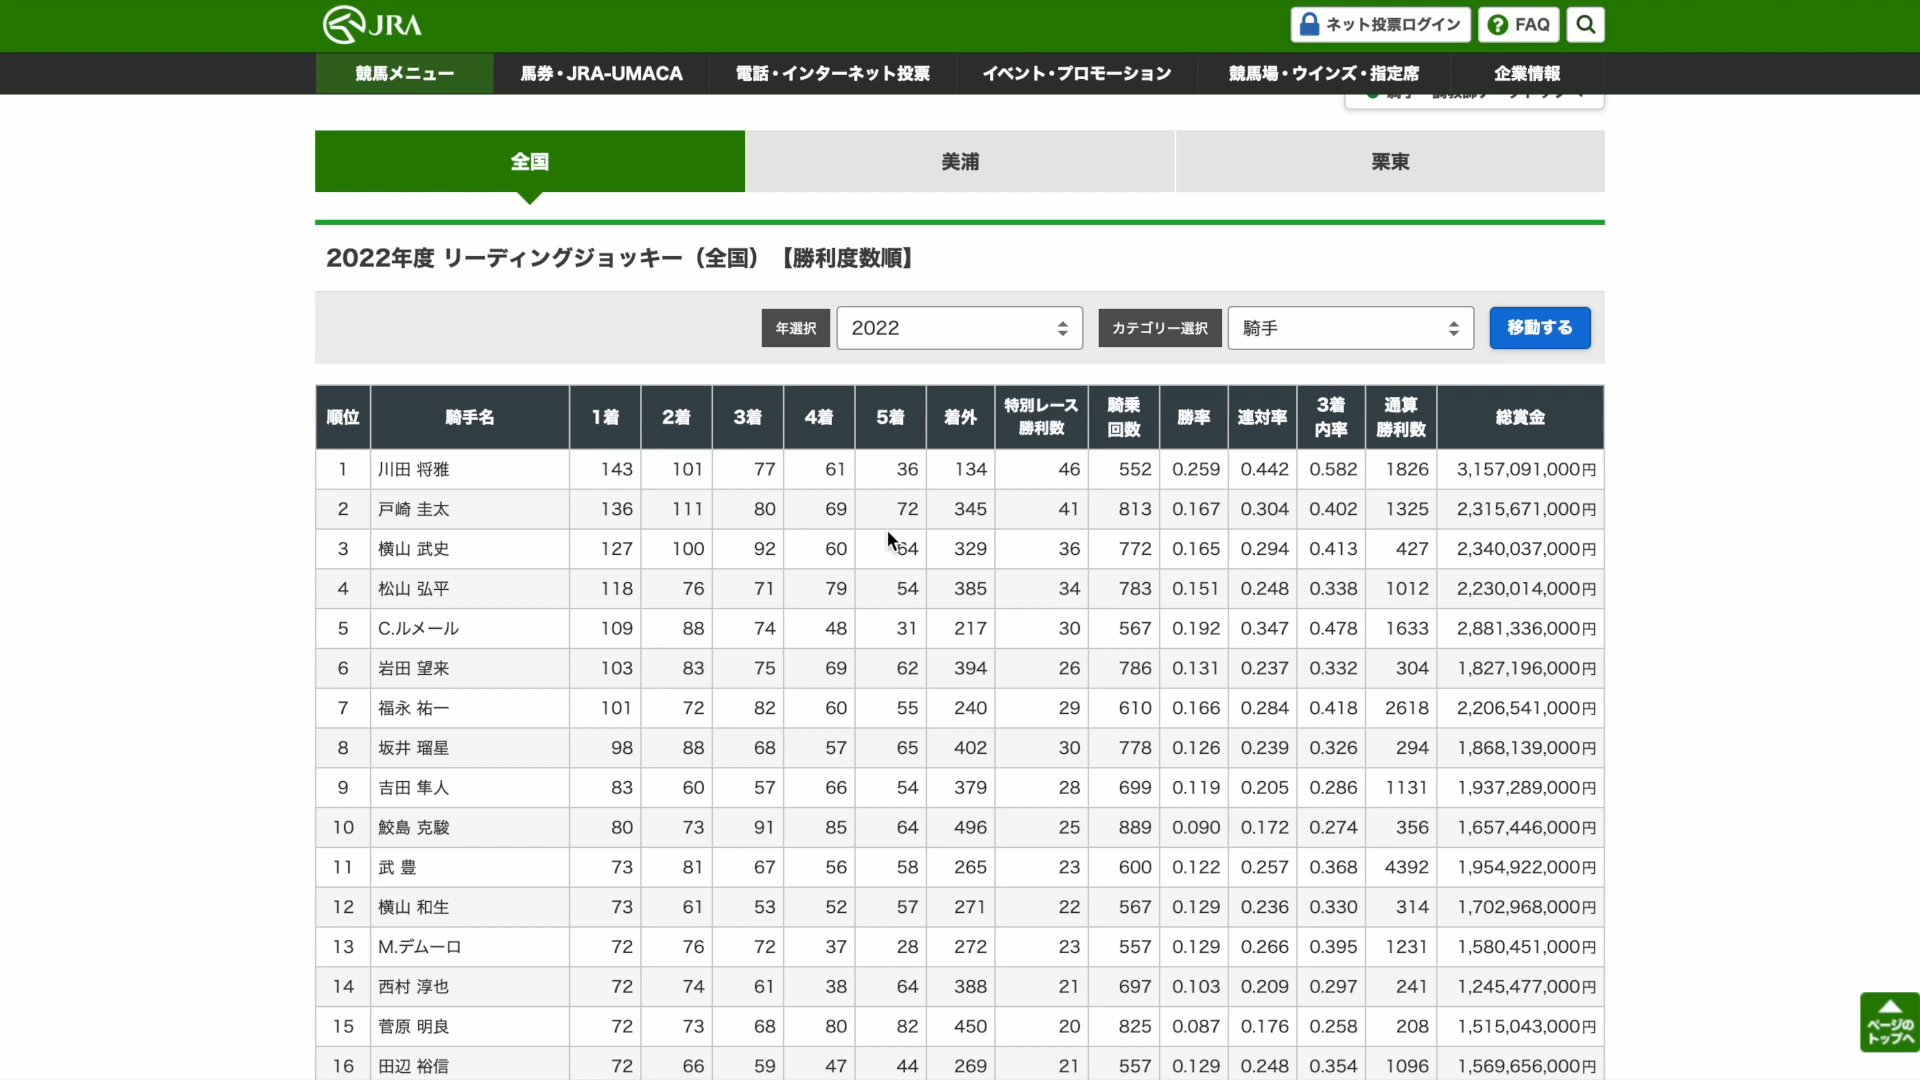 JRA
ネット投票ログイン
FAQ
競馬メニュー
馬券・JRA-UMACA
電話・インターネット投票
イベント・プロモーション
競馬場・ウインズ・指定席
企業情報
全国
美浦
栗東
2022年度 リーディングジョッキー（全国）【勝利度数順】
年選択 2022 カテゴリー選択 騎手 移動する
順位 騎手名 1着 2着 3着 4着 5着 着外 特別レース勝利数 騎乗回数 勝率 連対率 3着内率 通算勝利数 総賞金
1 川田 将雅 143 101 77 61 36 134 46 552 0.259 0.442 0.582 1826 3,157,091,000円
2 戸崎 圭太 136 111 80 69 72 345 41 813 0.167 0.304 0.402 1325 2,315,671,000円
3 横山 武史 127 100 92 60 64 329 36 772 0.165 0.294 0.413 427 2,340,037,000円
4 松山 弘平 118 76 71 79 54 385 34 783 0.151 0.248 0.338 1012 2,230,014,000円
5 C.ルメール 109 88 74 48 31 217 30 567 0.192 0.347 0.478 1633 2,881,336,000円
6 岩田 望来 103 83 75 69 62 394 26 786 0.131 0.237 0.332 304 1,827,196,000円
7 福永 祐一 101 72 82 60 55 240 29 610 0.166 0.284 0.418 2618 2,206,541,000円
8 坂井 瑠星 98 88 68 57 65 402 30 778 0.126 0.239 0.326 294 1,868,139,000円
9 吉田 隼人 83 60 57 66 54 379 28 699 0.119 0.205 0.286 1131 1,937,289,000円
10 鮫島 克駿 80 73 91 85 64 496 25 889 0.090 0.172 0.274 356 1,657,446,000円
11 武 豊 73 81 67 56 58 265 23 600 0.122 0.257 0.368 4392 1,954,922,000円
12 横山 和生 73 61 53 52 57 271 22 567 0.129 0.236 0.330 314 1,702,968,000円
13 M.デムーロ 72 76 72 37 28 272 23 557 0.129 0.266 0.395 1231 1,580,451,000円
14 西村 淳也 72 74 61 38 64 388 21 697 0.103 0.209 0.297 241 1,245,477,000円
15 菅原 明良 72 73 68 80 82 450 20 825 0.087 0.176 0.258 208 1,515,043,000円
16 田辺 裕信 72 66 59 47 44 269 21 557 0.129 0.248 0.354 1096 1,569,656,000円
ページの
トップへ